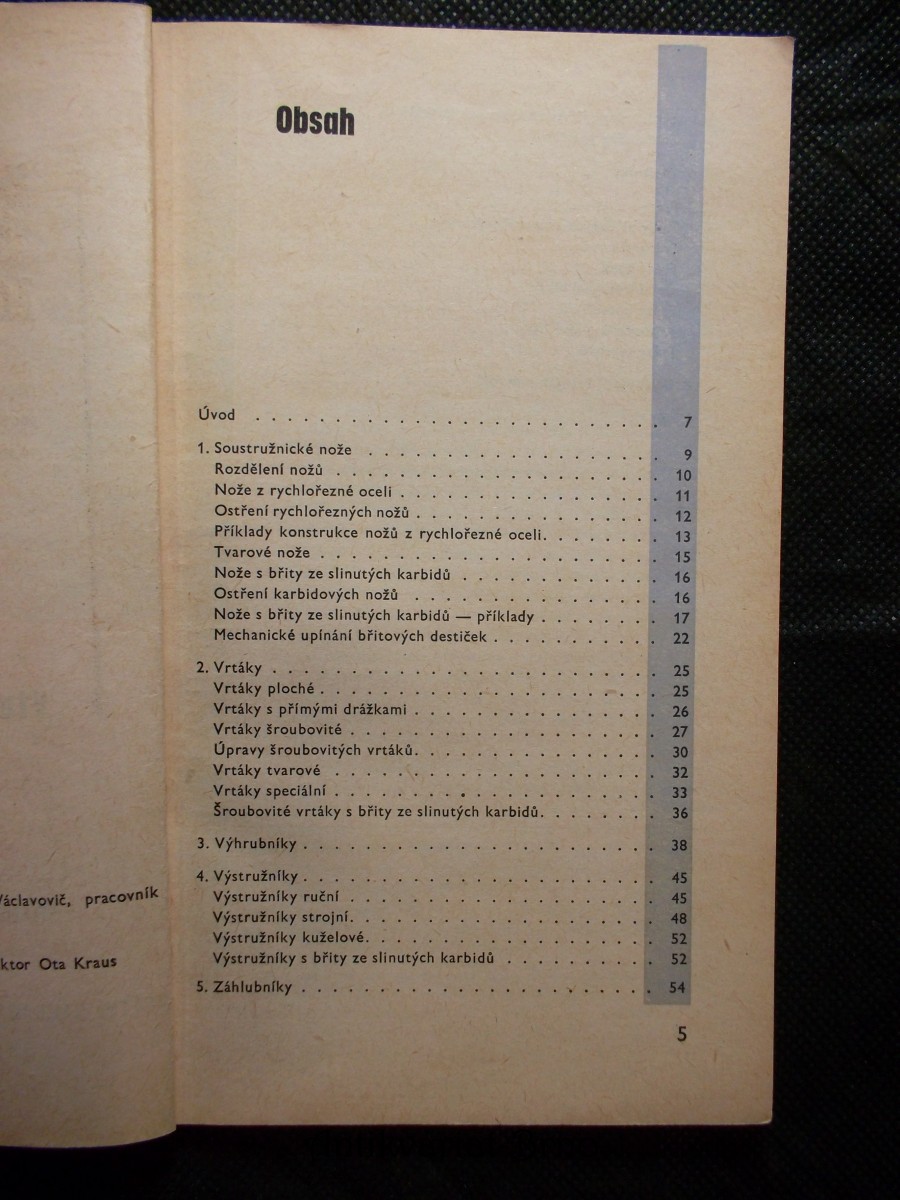 Obsah
Úvod . . . . . . . . . . . . . . . . . . . . . . . . . 7
1. Soustružnické nože . . . . . . . . . . . . . . . . . . 9
Rozdělení nožů . . . . . . . . . . . . . . . . . . . . 10
Nože z rychlořezné oceli . . . . . . . . . . . . . . . . 11
Ostření rychlořezných nožů . . . . . . . . . . . . . . . 12
Příklady konstrukce nožů z rychlořezné oceli. . . . . . . 13
Tvarové nože . . . . . . . . . . . . . . . . . . . . . 15
Nože s břity ze slinutých karbidů . . . . . . . . . . . . 16
Ostření karbidových nožů . . . . . . . . . . . . . . . 16
Nože s břity ze slinutých karbidů — příklady . . . . . . . 17
Mechanické upínání břitových destiček . . . . . . . . . . 22
2. Vrtáky . . . . . . . . . . . . . . . . . . . . . . . . 25
Vrtáky ploché . . . . . . . . . . . . . . . . . . . . . 25
Vrtáky s přímými drážkami . . . . . . . . . . . . . . . 26
Vrtáky šroubovité . . . . . . . . . . . . . . . . . . . 27
Úpravy šroubovitých vrtáků. . . . . . . . . . . . . . . 30
Vrtáky tvarové . . . . . . . . . . . . . . . . . . . . 32
Vrtáky speciální . . . . . . . . . . . . . . . . . . . . 33
Šroubovité vrtáky s břity ze slinutých karbidů. . . . . . . 36
3. Výhrubníky . . . . . . . . . . . . . . . . . . . . . . 38
4. Výstružníky . . . . . . . . . . . . . . . . . . . . . . 45
Výstružníky ruční . . . . . . . . . . . . . . . . . . . 45
Výstružníky strojní. . . . . . . . . . . . . . . . . . . 48
Výstružníky kuželové. . . . . . . . . . . . . . . . . . 52
Výstružníky s břity ze slinutých karbidů . . . . . . . . . 52
5. Záhlubníky . . . . . . . . . . . . . . . . . . . . . . 54
5
Václavovič, pracovník
ktor Ota Kraus